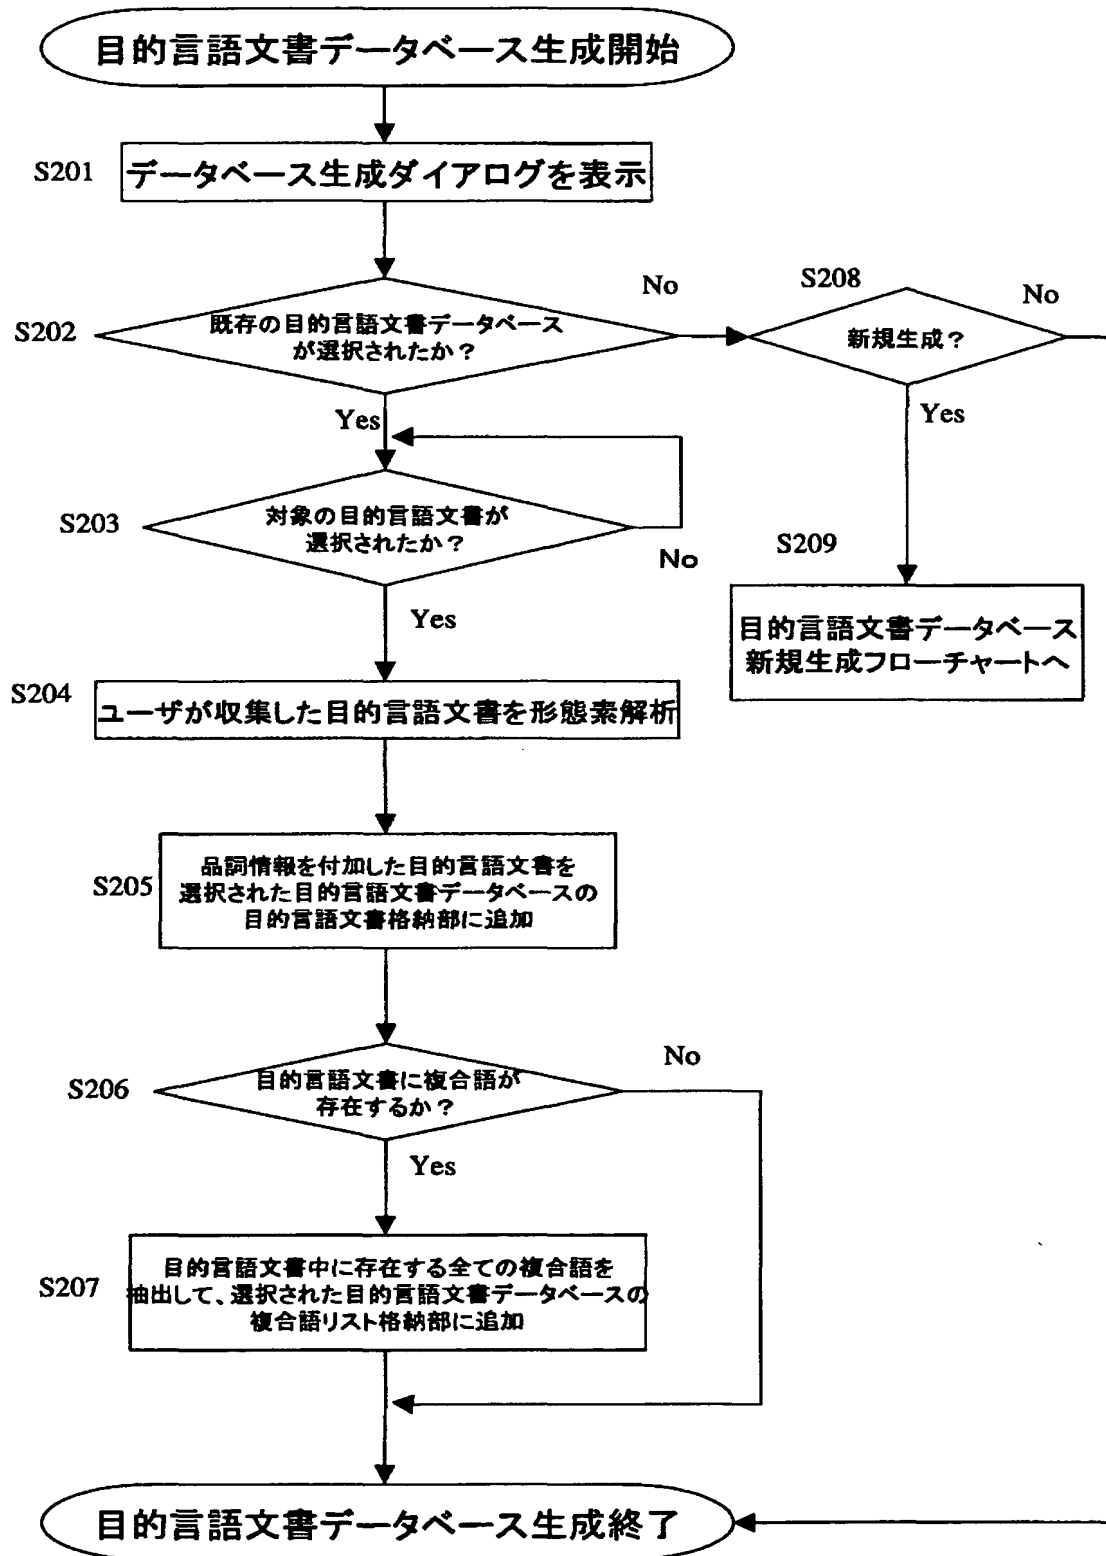 目的言語文書データベース生成開始
S201
データベース生成ダイアログを表示
S202
既存の目的言語文書データベース
が選択されたか？
No
S208
新規生成？
No
Yes
Yes
S203
対象の目的言語文書が
選択されたか？
No
S209
目的言語文書データベース
新規生成フローチャートへ
Yes
S204
ユーザが収集した目的言語文書を形態素解析
S205
品詞情報を付加した目的言語文書を
選択された目的言語文書データベースの
目的言語文書格納部に追加
S206
目的言語文書に複合語が
存在するか？
No
Yes
S207
目的言語文書中に存在する全ての複合語を
抽出して、選択された目的言語文書データベースの
複合語リスト格納部に追加
目的言語文書データベース生成終了